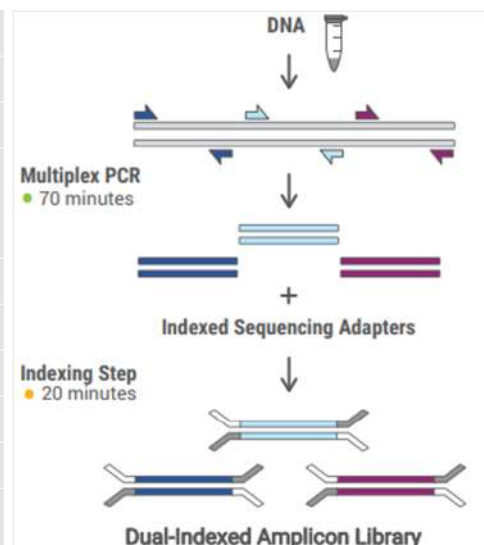 DNA
Multiplex PCR
70 minutes
+
Indexed Sequencing Adapters
Indexing Step
20 minutes
Dual-Indexed Amplicon Library